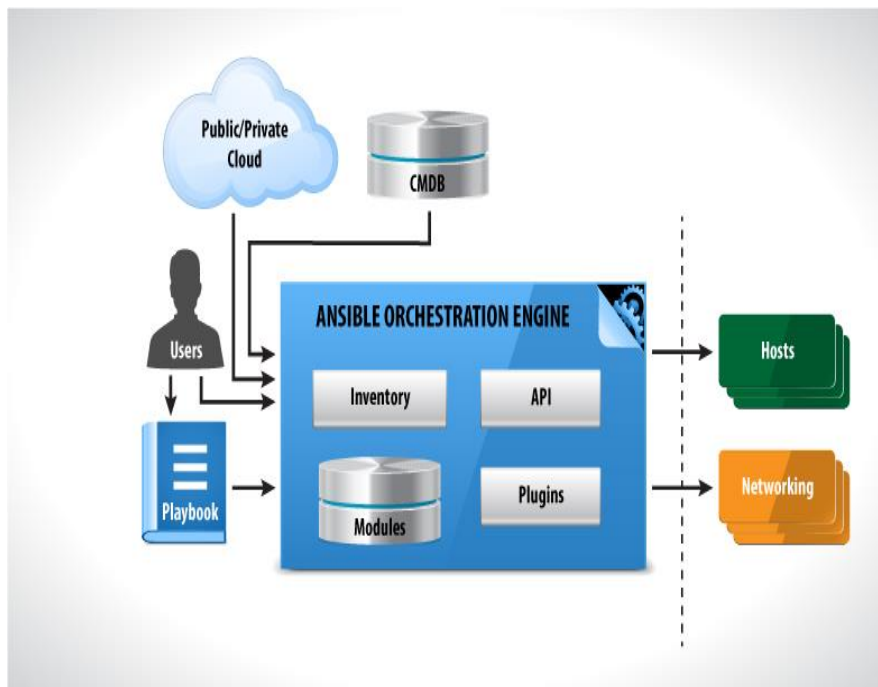 Public/Private
Cloud
CMDB
Users
ANSIBLE ORCHESTRATION ENGINE
Hosts
Inventory
API
Playbook
Modules
Plugins
Networking